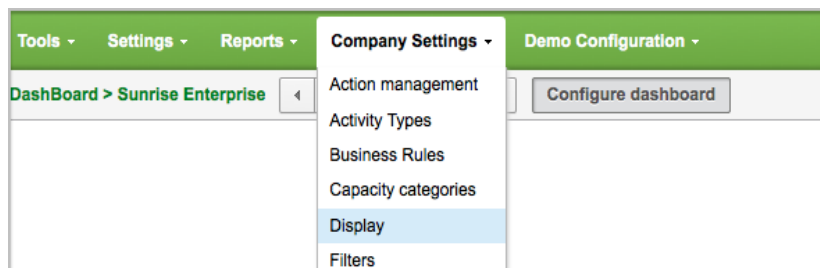 Tools Settings Reports Company Settings Demo Configuration
DashBoard > Sunrise Enterprise Configure dashboard
Action management
Activity Types
Business Rules
Capacity categories
Display
Filters